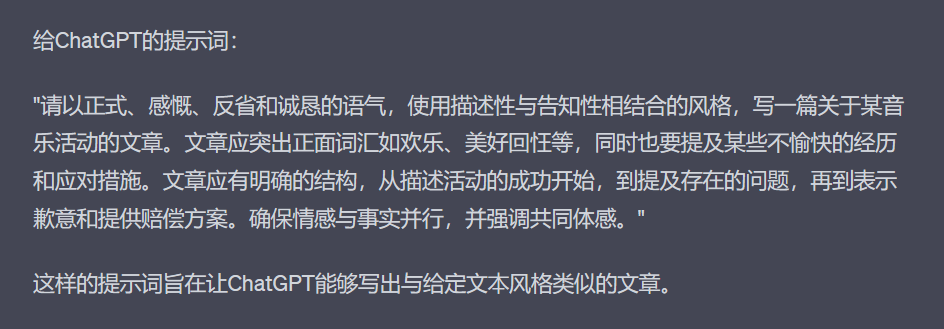 给ChatGPT的提示词：
"请以正式、感慨、反省和诚恳的语气，使用描述性与告知性相结合的风格，写一篇关于某音
乐活动的文章。文章应突出正面词汇如欢乐、美好回忹等，同时也要提及某些不愉快的经历
和应对措施。文章应有明确的结构，从描述活动的成功开始，到提及存在的问题，再到表示
歉意和提供赔偿方案。确保情感与事实并行，并强调共同体感。"
这样的提示词旨在让ChatGPT能够写出与给定文本风格类似的文章。